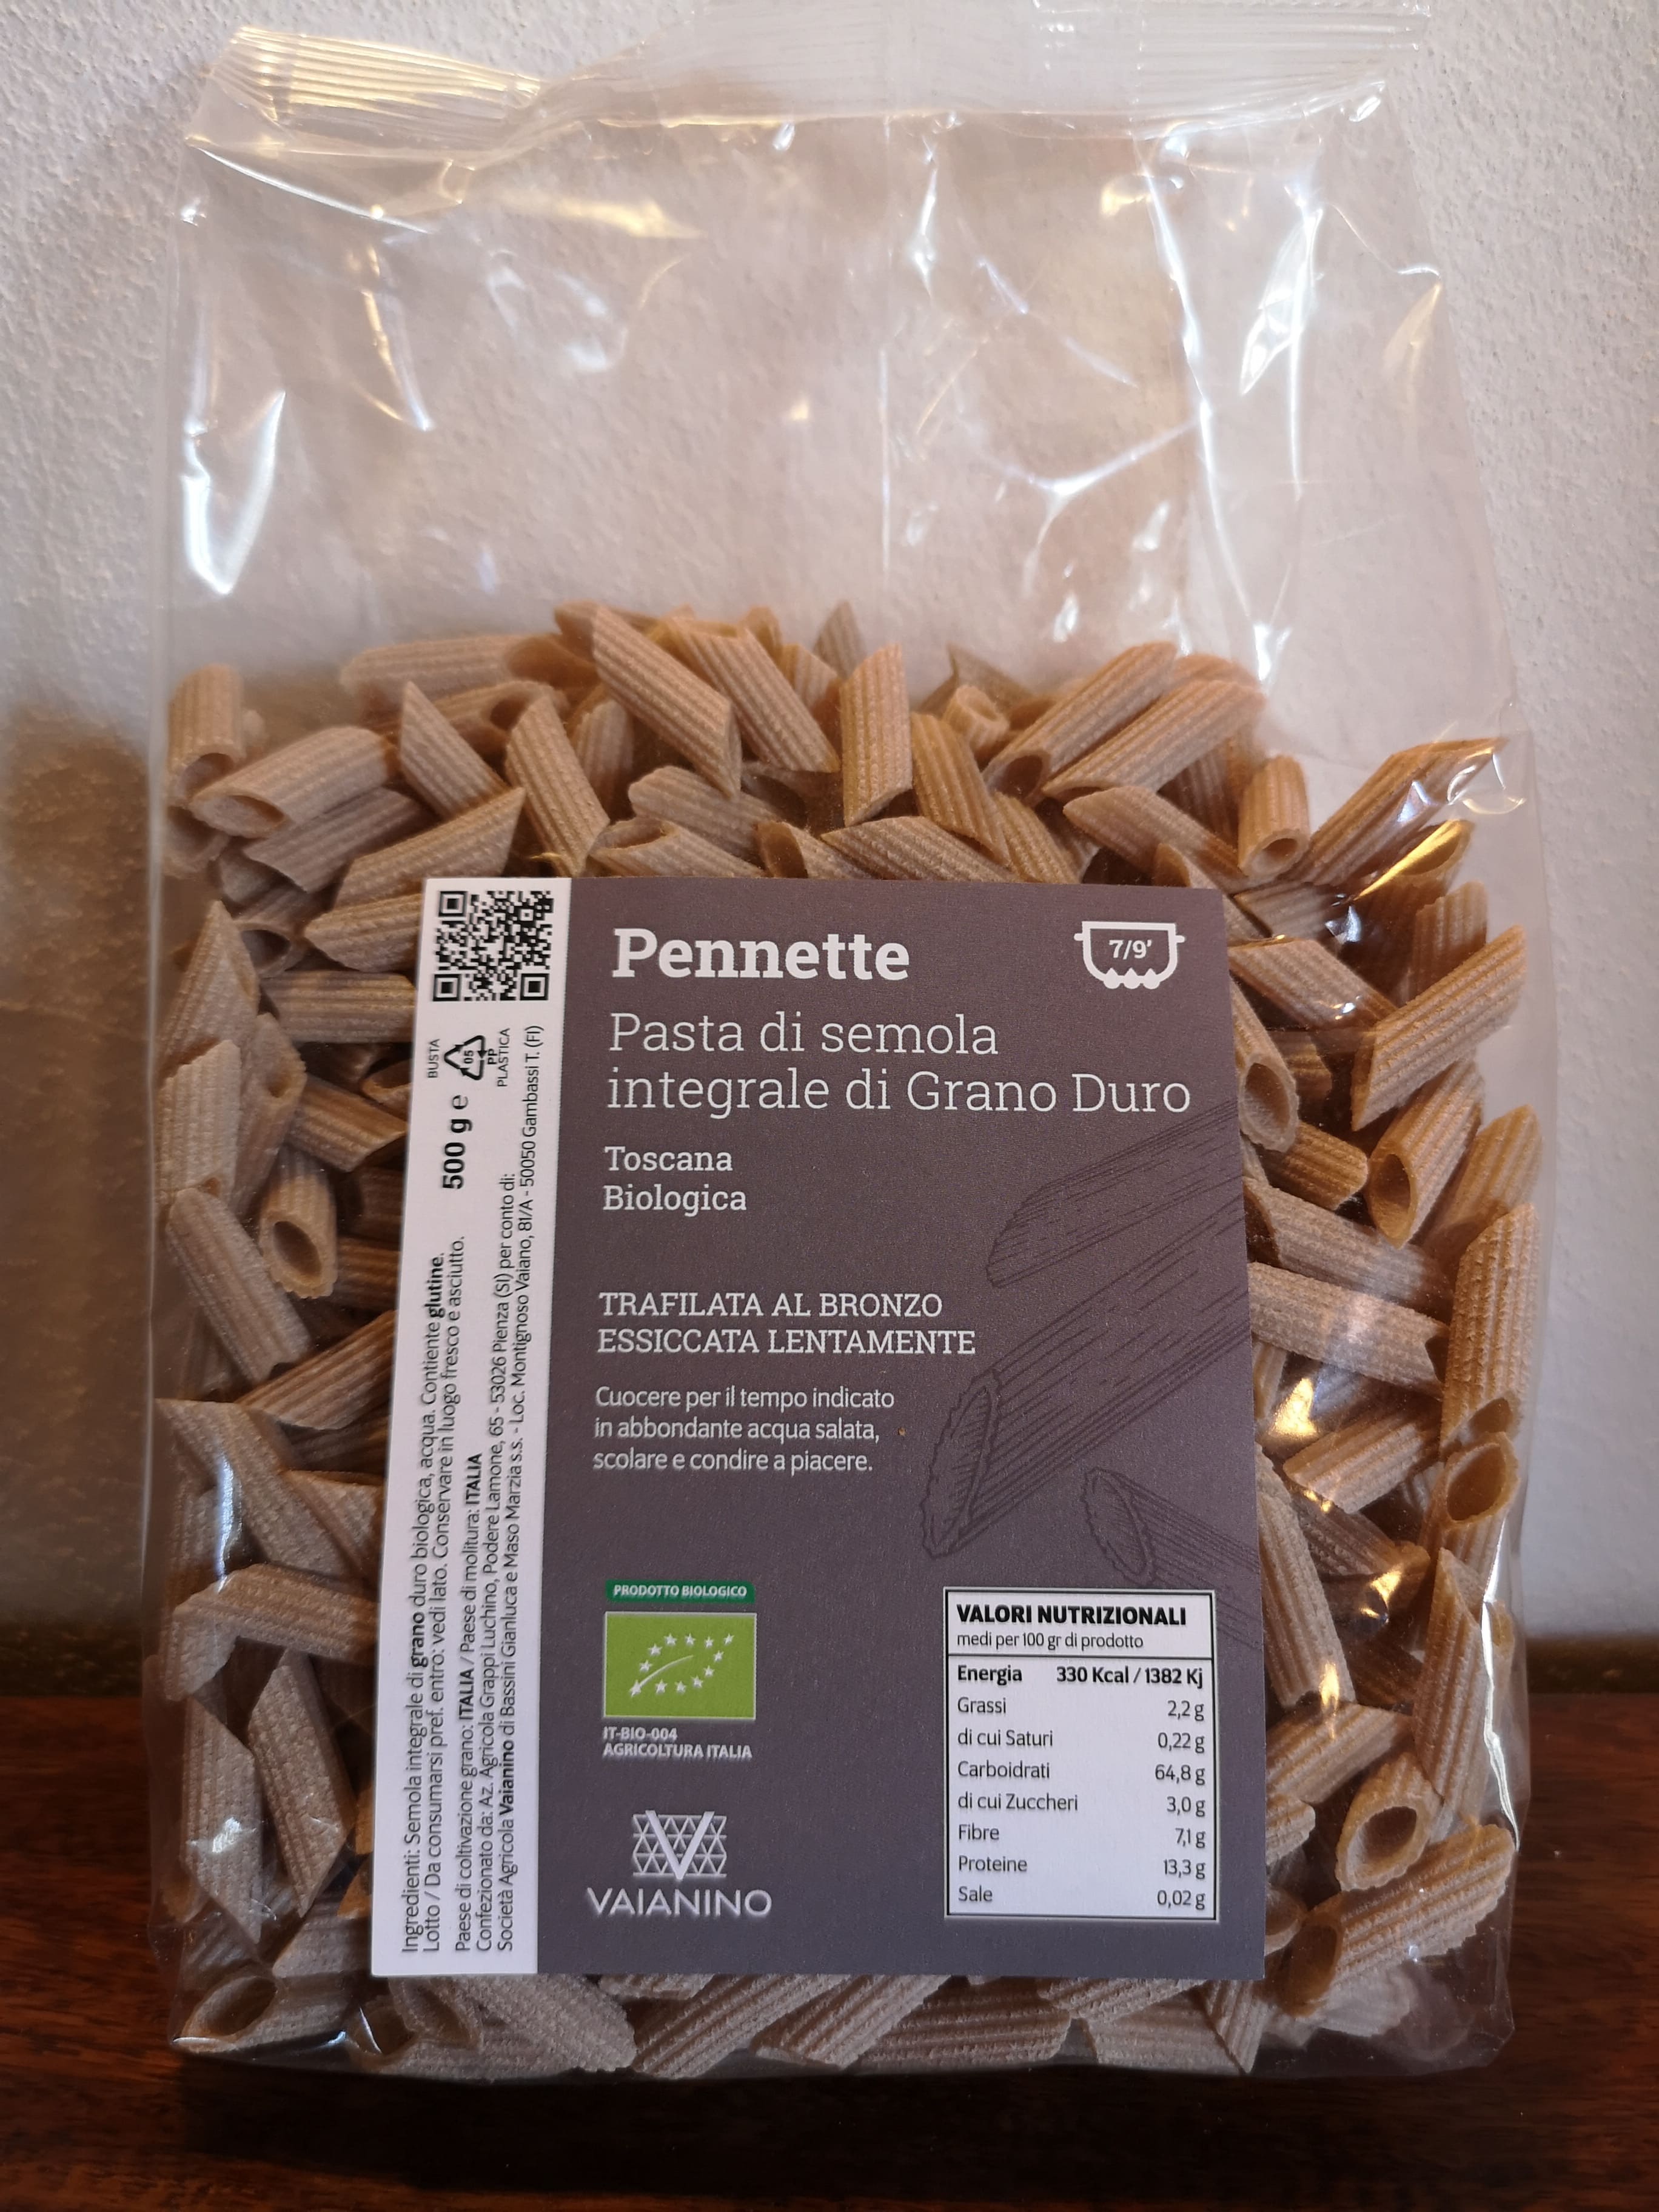 Pennette
7/9'
Pasta di semola
integrale di Grano Duro
Toscana
Biologica
TRAFILATA AL BRONZO
ESSICCATA LENTAMENTE
Cuocere per il tempo indicato
in abbondante acqua salata,
scolare e condire a piacere.
PRODOTTO BIOLOGICO
IT-BIO-004
AGRICOLTURA ITALIA
VAIANINO
VALORI NUTRIZIONALI
medi per 100 gr di prodotto
Energia 330 Kcal / 1382 Kj
Grassi 2,2 g
di cui Saturi 0,22 g
Carboidrati 64,8 g
di cui Zuccheri 3,0 g
Fibre 7,1 g
Proteine 13,3 g
Sale 0,02 g
Ingredienti: Semola integrale di grano duro biologica, acqua. Contiene glutine.
Lotto / Da consumarsi pref. entro: vedi lato. Conservare in luogo fresco e asciutto.
500 g e
BUSTA
05
PP
PLASTICA
Paese di coltivazione grano: ITALIA / Paese di molitura: ITALIA
Confezionato da: Az. Agricola Grappi Luchino, Podere Lamone, 65 - 53026 Pienza (SI) per conto di:
Società Agricola Vaianino di Bassini Gianluca e Maso Marzia s.s. - Loc. Montignoso Vaiano, 81/A - 50050 Gambassi T. (FI)